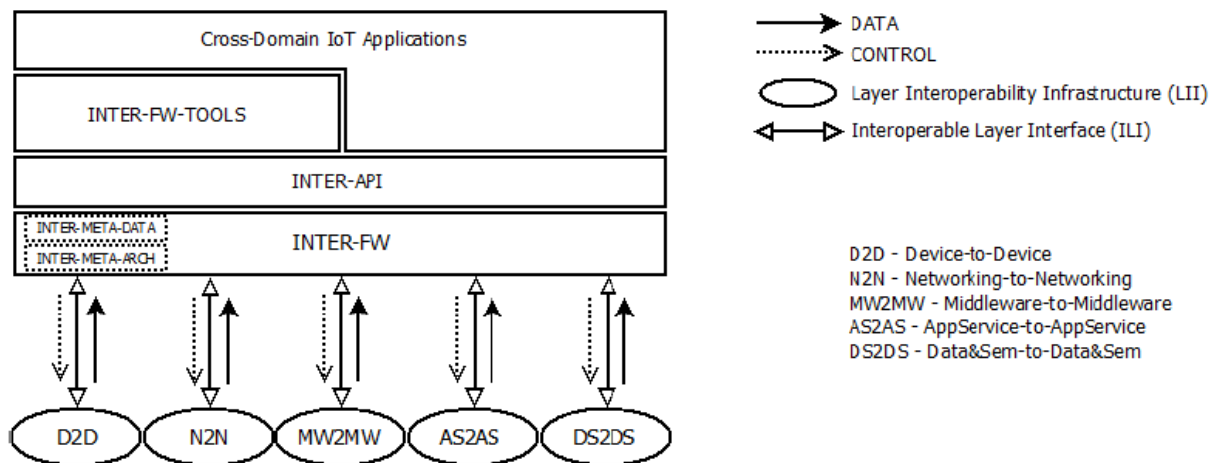 Cross-Domain IoT Applications
INTER-FW-TOOLS
INTER-API
INTER-META-DATA
INTER-FW
INTER-META-ARCH
D2D
N2N
MW2MW
AS2AS
DS2DS
DATA
CONTROL
Layer Interoperability Infrastructure (LII)
Interoperable Layer Interface (ILI)
D2D - Device-to-Device
N2N - Networking-to-Networking
MW2MW - Middleware-to-Middleware
AS2AS - AppService-to-AppService
DS2DS - Data&Sem-to-Data&Sem